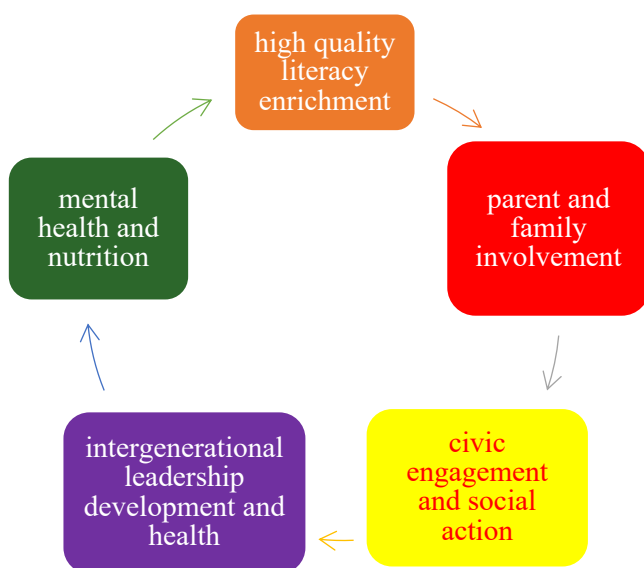 high quality
literacy
enrichment
parent and
family
involvement
civic
engagement
and social
action
intergenerational
leadership
development and
health
mental
health and
nutrition